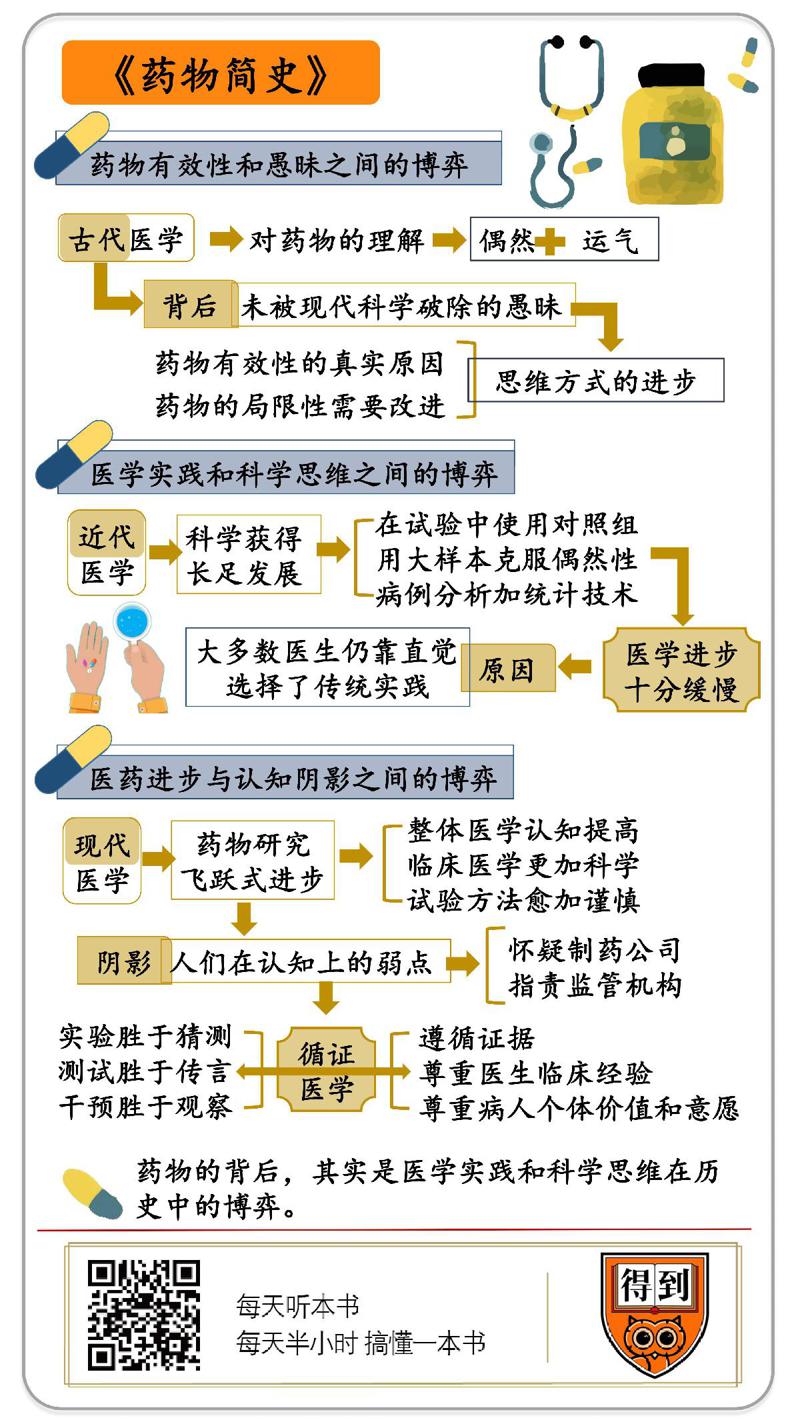 《药物简史》
药物有效性和愚昧之间的博弈
古代医学
对药物的理解
偶然
运气
背后
未被现代科学破除的愚昧
药物有效性的真实原因
药物的局限性需要改进
思维方式的进步
医学实践和科学思维之间的博弈
近代
医学
科学获得
长足发展
在试验中使用对照组
用大样本克服偶然性
病例分析加统计技术
医学进步
十分缓慢
原因
大多数医生仍靠直觉
选择了传统实践
医药进步与认知阴影之间的博弈
现代
医学
药物研究
飞跃式进步
整体医学认知提高
临床医学更加科学
试验方法愈加谨慎
阴影
人们在认知上的弱点
怀疑制药公司
指责监管机构
实验胜于猜测
测试胜于传言
干预胜于观察
循证
医学
遵循证据
尊重医生临床经验
尊重病人个体价值和意愿
药物的背后，其实是医学实践和科学思维在历
史中的博弈。
每天听本书
每天半小时 搞懂一本书
得到